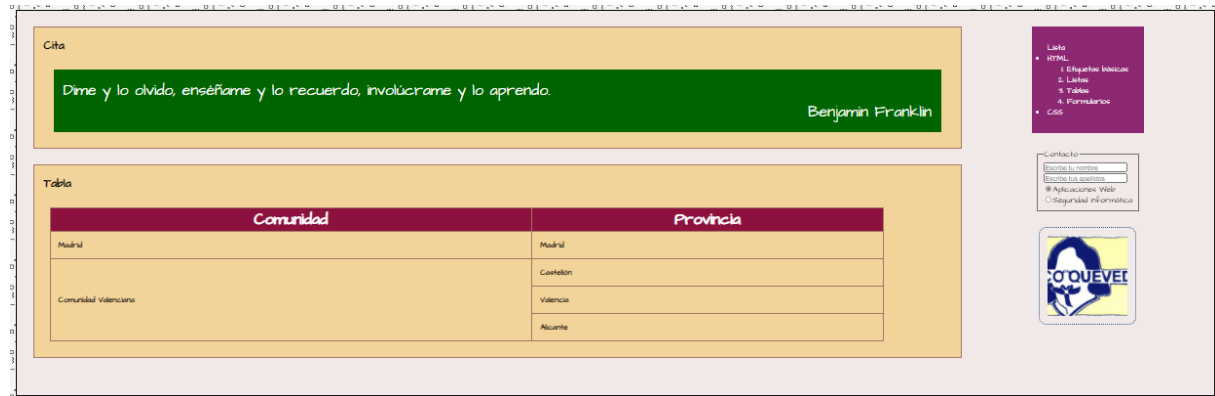 Cita
Dime y lo olvido, enséñame y lo recuerdo, involúcrame y lo aprendo.
Benjamin Franklin
Tabla
Comunidad Provincia
Madrid Madrid
Comunidad Valenciana
Castellón
Valencia
Alicante
Lista
HTML
1. Etiquetas básicas
2. Listas
3. Tablas
4. Formularios
CSS
Contacto
Escribe tu nombre
Escribe tus apellidos
Aplicaciones Web
Seguridad informática
CO QUEVED